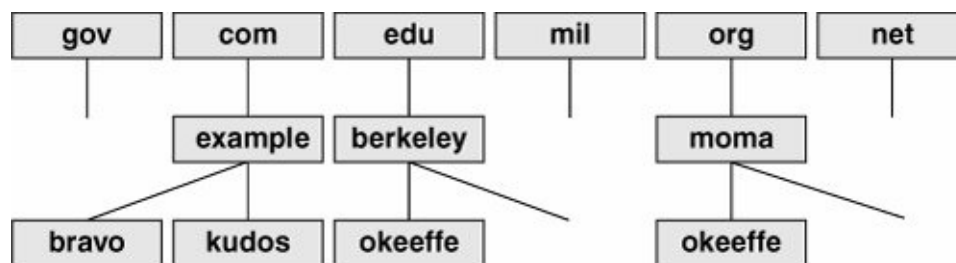 gov com edu mil org net
example berkeley moma
bravo kudos okeeffe okeeffe